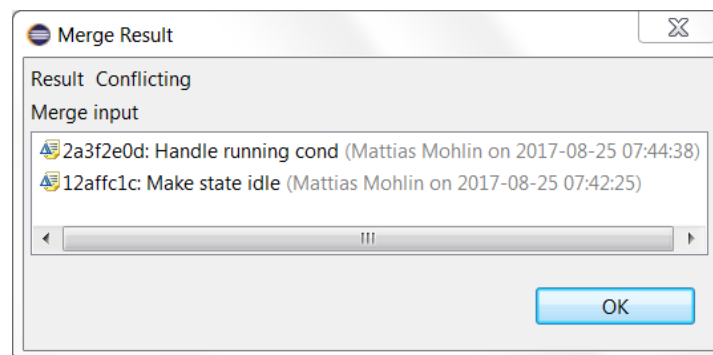 Merge Result
Result Conflicting
Merge input
2a3f2e0d: Handle running cond (Mattias Mohlin on 2017-08-25 07:44:38)
12affc1c: Make state idle (Mattias Mohlin on 2017-08-25 07:42:25)
OK